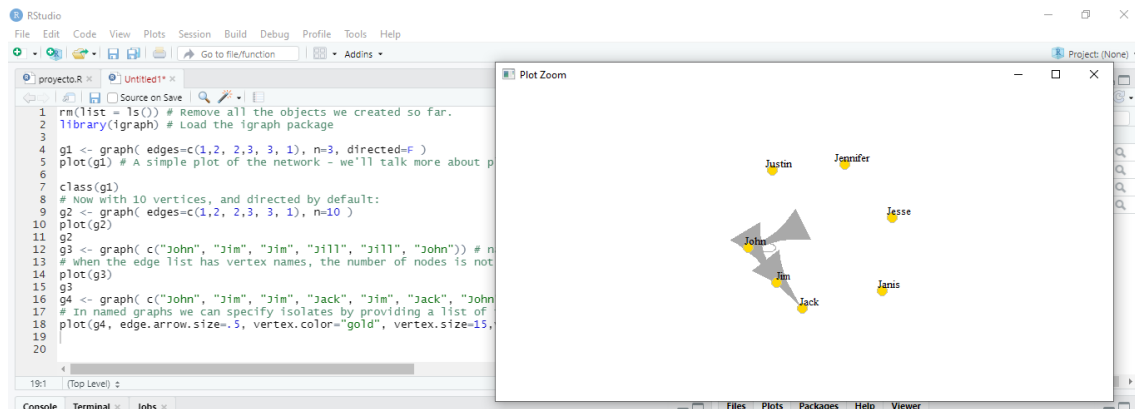 RStudio
File Edit Code View Plots Session Build Debug Profile Tools Help
Go to file/function Addins Project: (None)
proyecto.R Untitled1*
Source on Save
1 rm(list = ls()) # Remove all the objects we created so far.
2 library(igraph) # Load the igraph package
3
4 g1 <- graph( edges=c(1,2, 2,3, 3, 1), n=3, directed=F )
5 plot(g1) # A simple plot of the network - we'll talk more about p
6
7 class(g1)
8 # Now with 10 vertices, and directed by default:
9 g2 <- graph( edges=c(1,2, 2,3, 3, 1), n=10 )
10 plot(g2)
11 g2
12 g3 <- graph( c("John", "Jim", "Jim", "Jill", "Jill", "John")) # n
13 # When the edge list has vertex names, the number of nodes is not
14 plot(g3)
15 g3
16 g4 <- graph( c("John", "Jim", "Jim", "Jack", "Jim", "Jack", "John
17 # In named graphs we can specify isolates by providing a list of
18 plot(g4, edge.arrow.size=.5, vertex.color="gold", vertex.size=15,
19
20
19:1 (Top Level)
Console Terminal Jobs
Plot Zoom
Justin
Jennifer
Jesse
John
Jim
Janis
Jack
Files Plots Packages Help Viewer